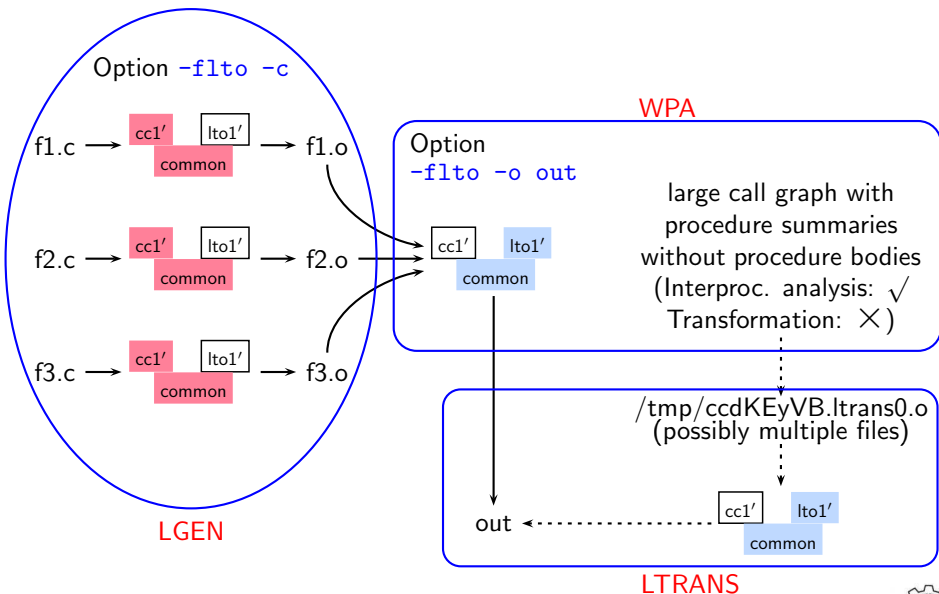 Option -flto -c
f1.c
cc1′
lto1′
common
f1.o
f2.c
cc1′
lto1′
common
f2.o
f3.c
cc1′
lto1′
common
f3.o
LGEN
WPA
Option
-flto -o out
cc1′
lto1′
common
large call graph with
procedure summaries
without procedure bodies
(Interproc. analysis: √
Transformation: ×)
/tmp/ccdKEyVB.ltrans0.o
(possibly multiple files)
out
cc1′
lto1′
common
LTRANS